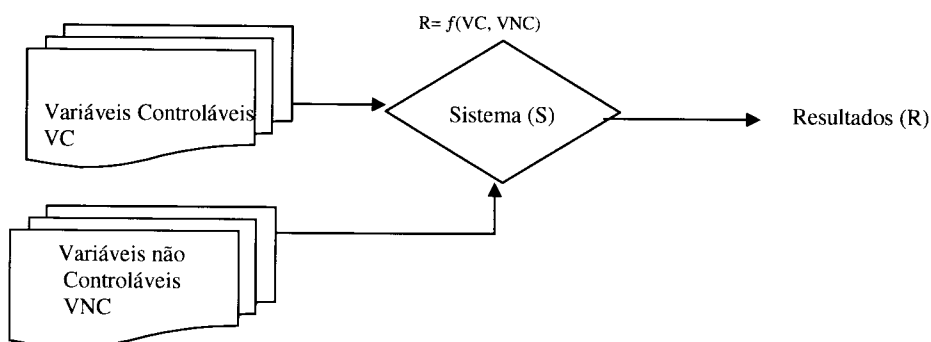 R= f(VC, VNC)
Variáveis Controláveis
VC
Sistema (S)
Resultados (R)
Variáveis não
Controláveis
VNC